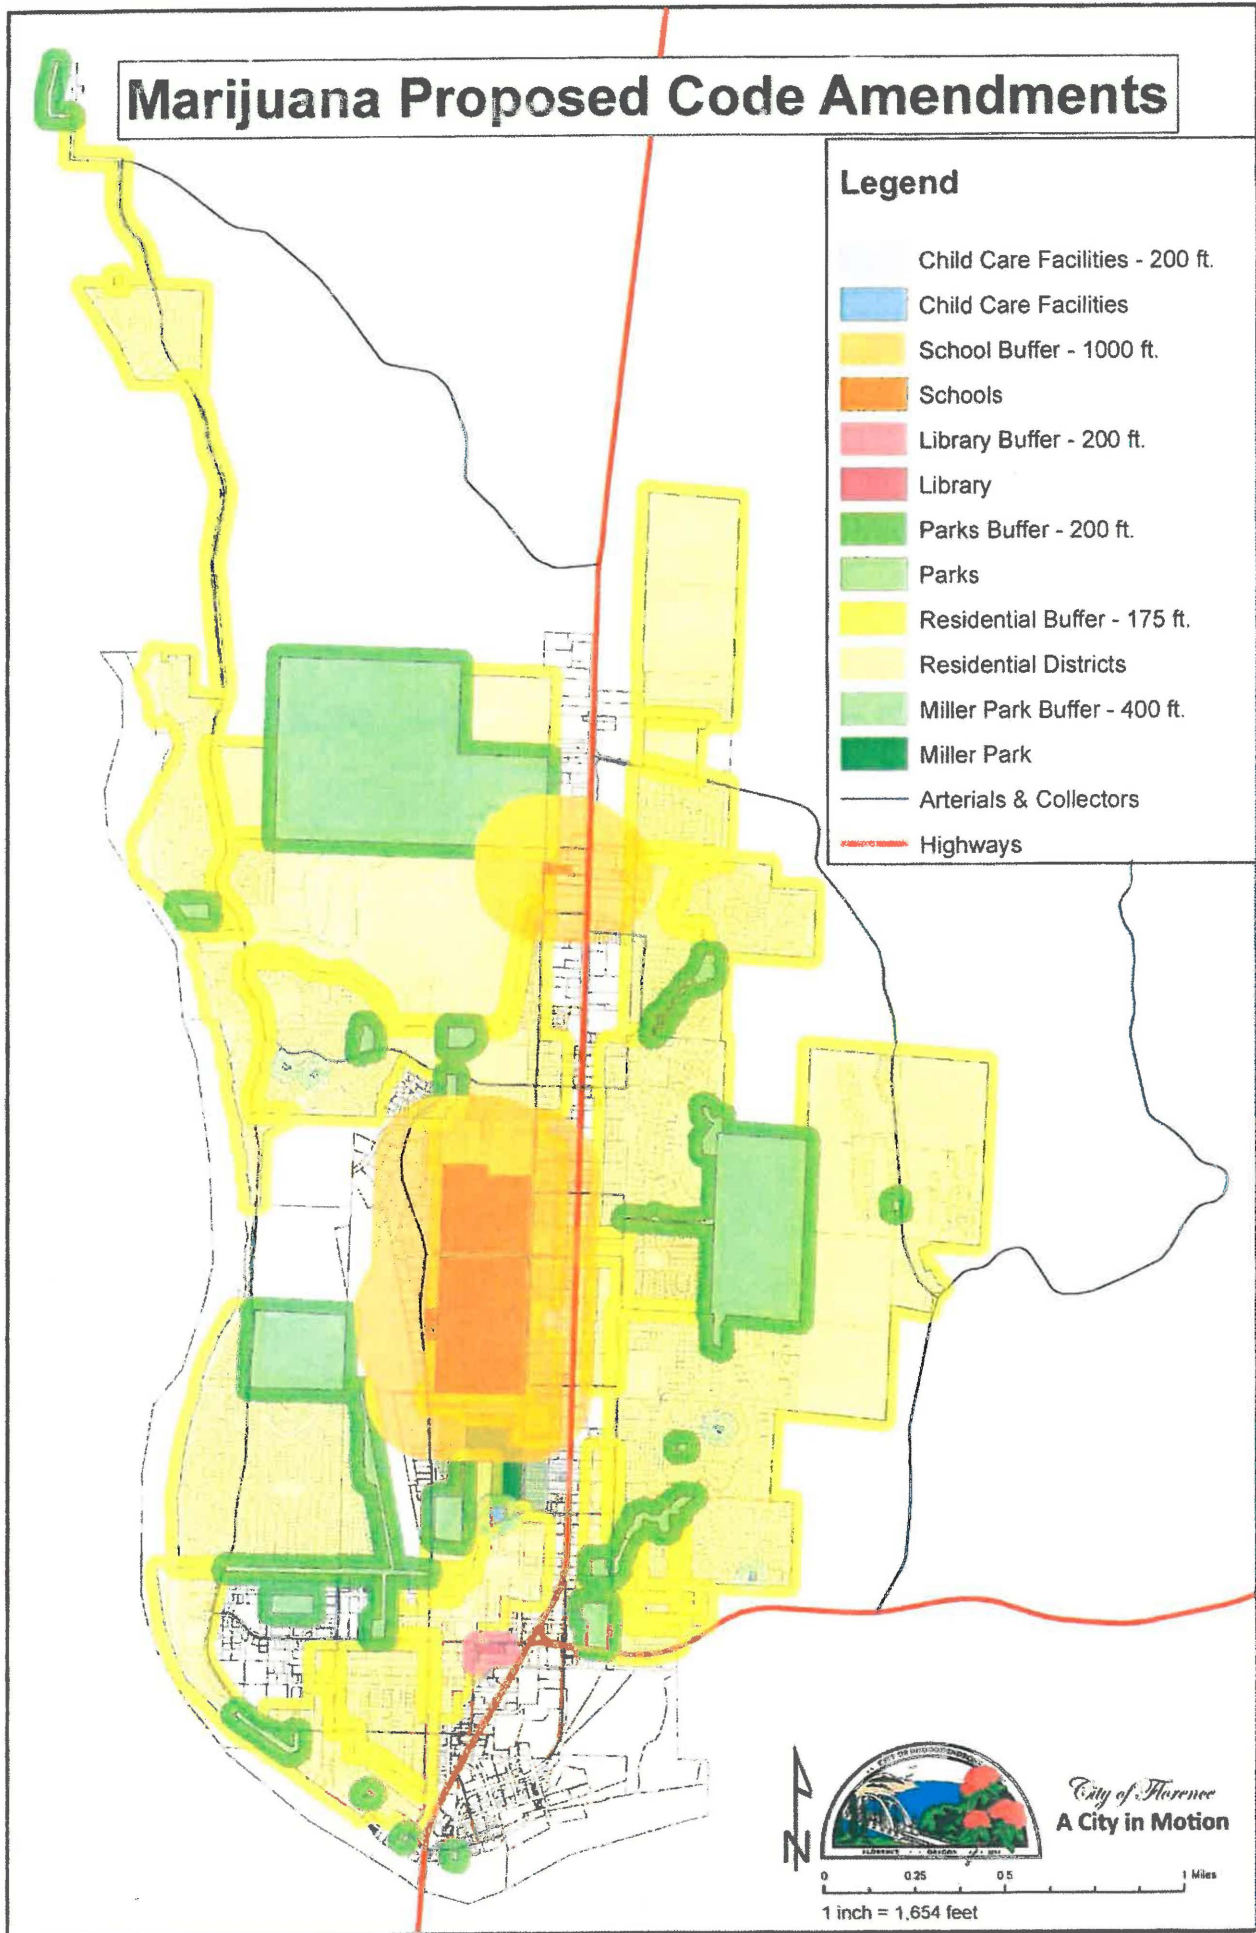 Marijuana Proposed Code Amendments
Legend
Child Care Facilities - 200 ft.
Child Care Facilities
School Buffer - 1000 ft.
Schools
Library Buffer - 200 ft.
Library
Parks Buffer - 200 ft.
Parks
Residential Buffer - 175 ft.
Residential Districts
Miller Park Buffer - 400 ft.
Miller Park
Arterials & Collectors
Highways
N
FLORENCE OREGON
City of Florence
A City in Motion
0 0.25 0.5 1 Miles
1 inch = 1,654 feet